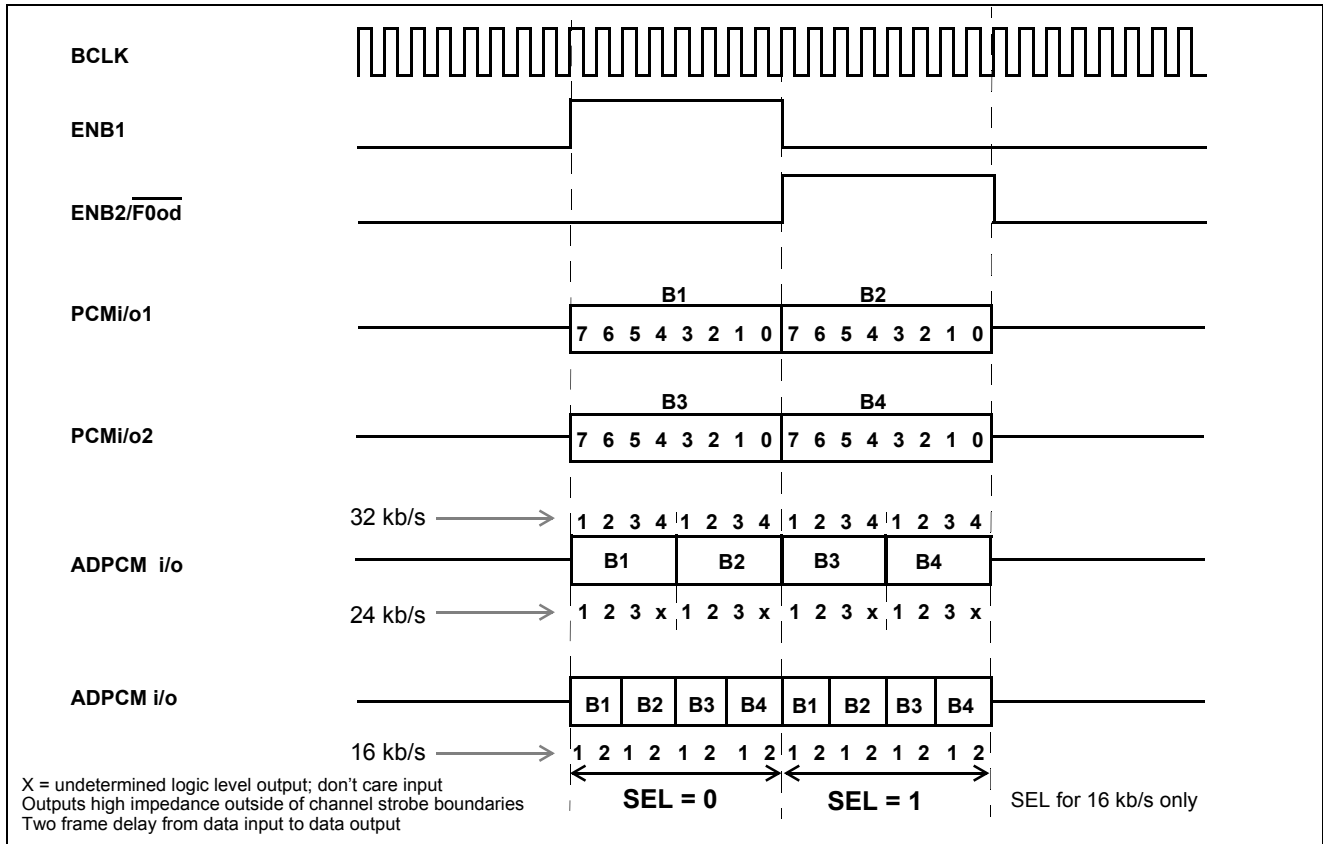 BCLK
ENB1
ENB2/F0od
B1 B2
PCMi/o1
7 6 5 4 3 2 1 0 7 6 5 4 3 2 1 0
B3 B4
PCMi/o2
7 6 5 4 3 2 1 0 7 6 5 4 3 2 1 0
32 kb/s 1 2 3 4 1 2 3 4 1 2 3 4 1 2 3 4
ADPCM i/o B1 B2 B3 B4
24 kb/s 1 2 3 x 1 2 3 x 1 2 3 x 1 2 3 x
ADPCM i/o B1 B2 B3 B4 B1 B2 B3 B4
16 kb/s 1 2 1 2 1 2 1 2 1 2 1 2 1 2 1 2
X = undetermined logic level output; don't care input
Outputs high impedance outside of channel strobe boundaries
Two frame delay from data input to data output
SEL = 0 SEL = 1 SEL for 16 kb/s only